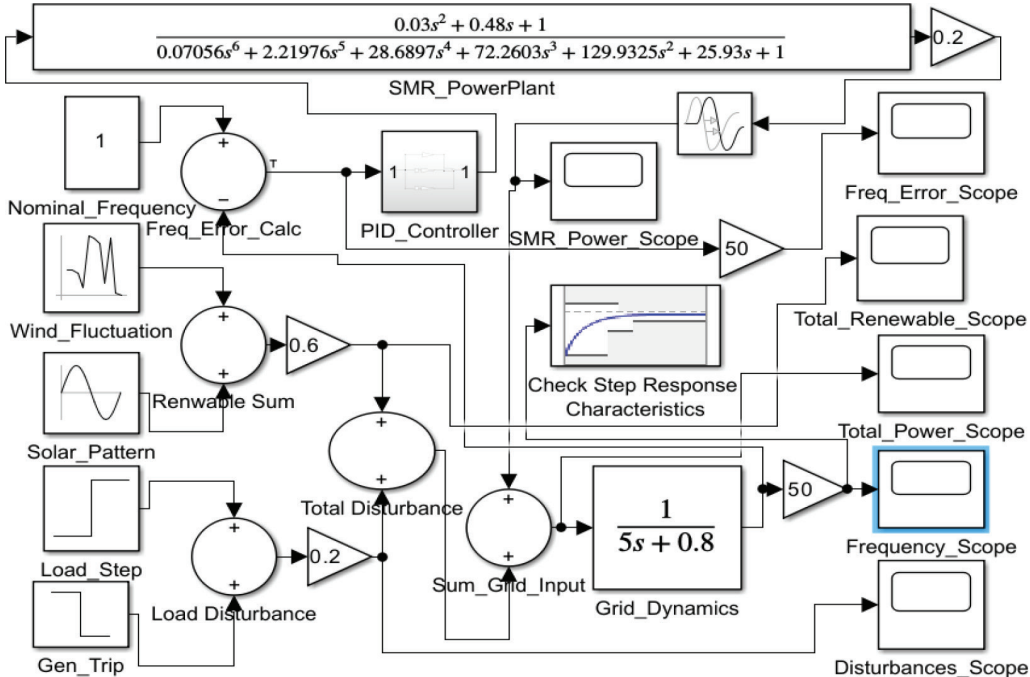 0.03s² + 0.48s + 1
0.07056s⁶ + 2.21976s⁵ + 28.6897s⁴ + 72.2603s³ + 129.9325s² + 25.93s + 1
0.2
SMR_PowerPlant
1
+
−
T
1
1
Nominal_Frequency
Freq_Error_Calc
PID_Controller
SMR_Power_Scope
Freq_Error_Scope
50
Wind_Fluctuation
+
+
0.6
Renwable Sum
Total_Renewable_Scope
Check Step Response
Characteristics
Solar_Pattern
+
+
Total Disturbance
Total_Power_Scope
Load_Step
+
+
0.2
Load Disturbance
+
+
Sum_Grid_Input
1
5s + 0.8
Grid_Dynamics
50
Frequency_Scope
Gen_Trip
Disturbances_Scope